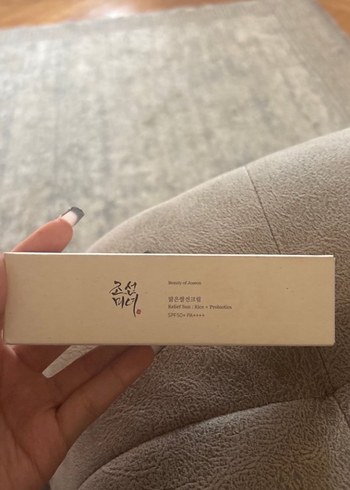 조선
미녀
Beauty of Joseon
맑은쌀선크림
Relief Sun : Rice + Probiotics
SPF50+ PA++++